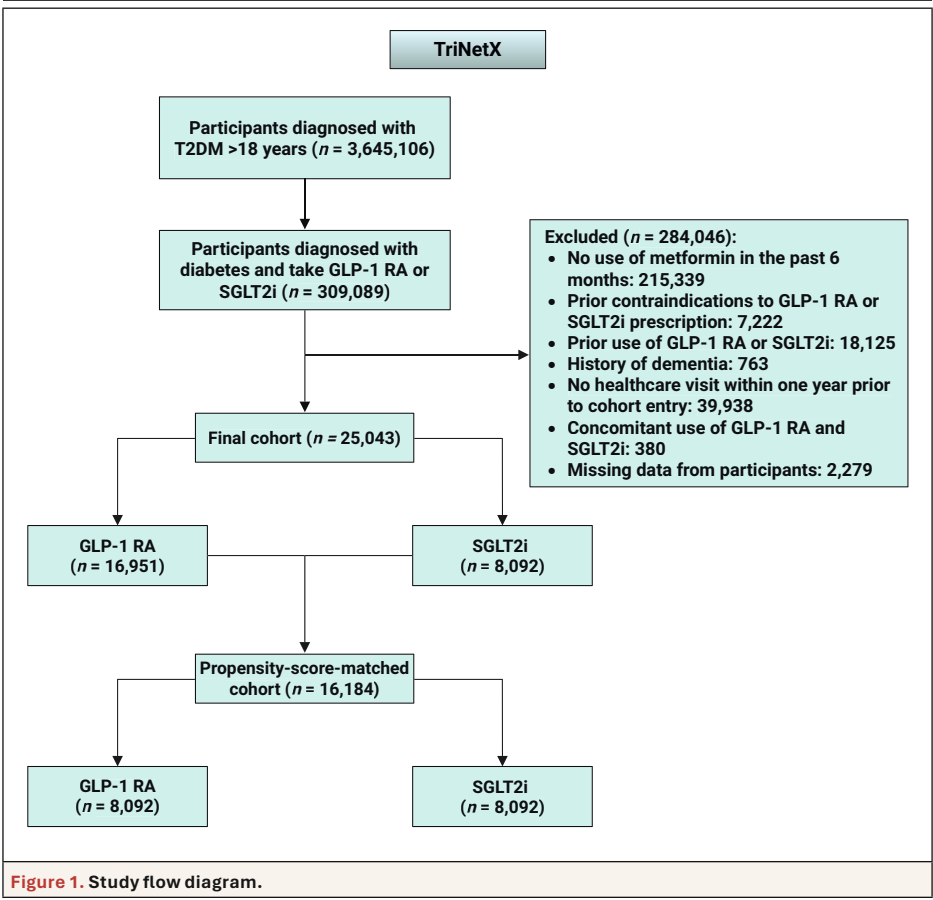 TriNetX
Participants diagnosed with
T2DM >18 years (n = 3,645,106)
Participants diagnosed with
diabetes and take GLP-1 RA or
SGLT2i (n = 309,089)
Excluded (n = 284,046):
• No use of metformin in the past 6
months: 215,339
• Prior contraindications to GLP-1 RA or
SGLT2i prescription: 7,222
• Prior use of GLP-1 RA or SGLT2i: 18,125
• History of dementia: 763
• No healthcare visit within one year prior
to cohort entry: 39,938
• Concomitant use of GLP-1 RA and
SGLT2i: 380
• Missing data from participants: 2,279
Final cohort (n = 25,043)
GLP-1 RA
(n = 16,951)
SGLT2i
(n = 8,092)
Propensity-score-matched
cohort (n = 16,184)
GLP-1 RA
(n = 8,092)
SGLT2i
(n = 8,092)
Figure 1. Study flow diagram.